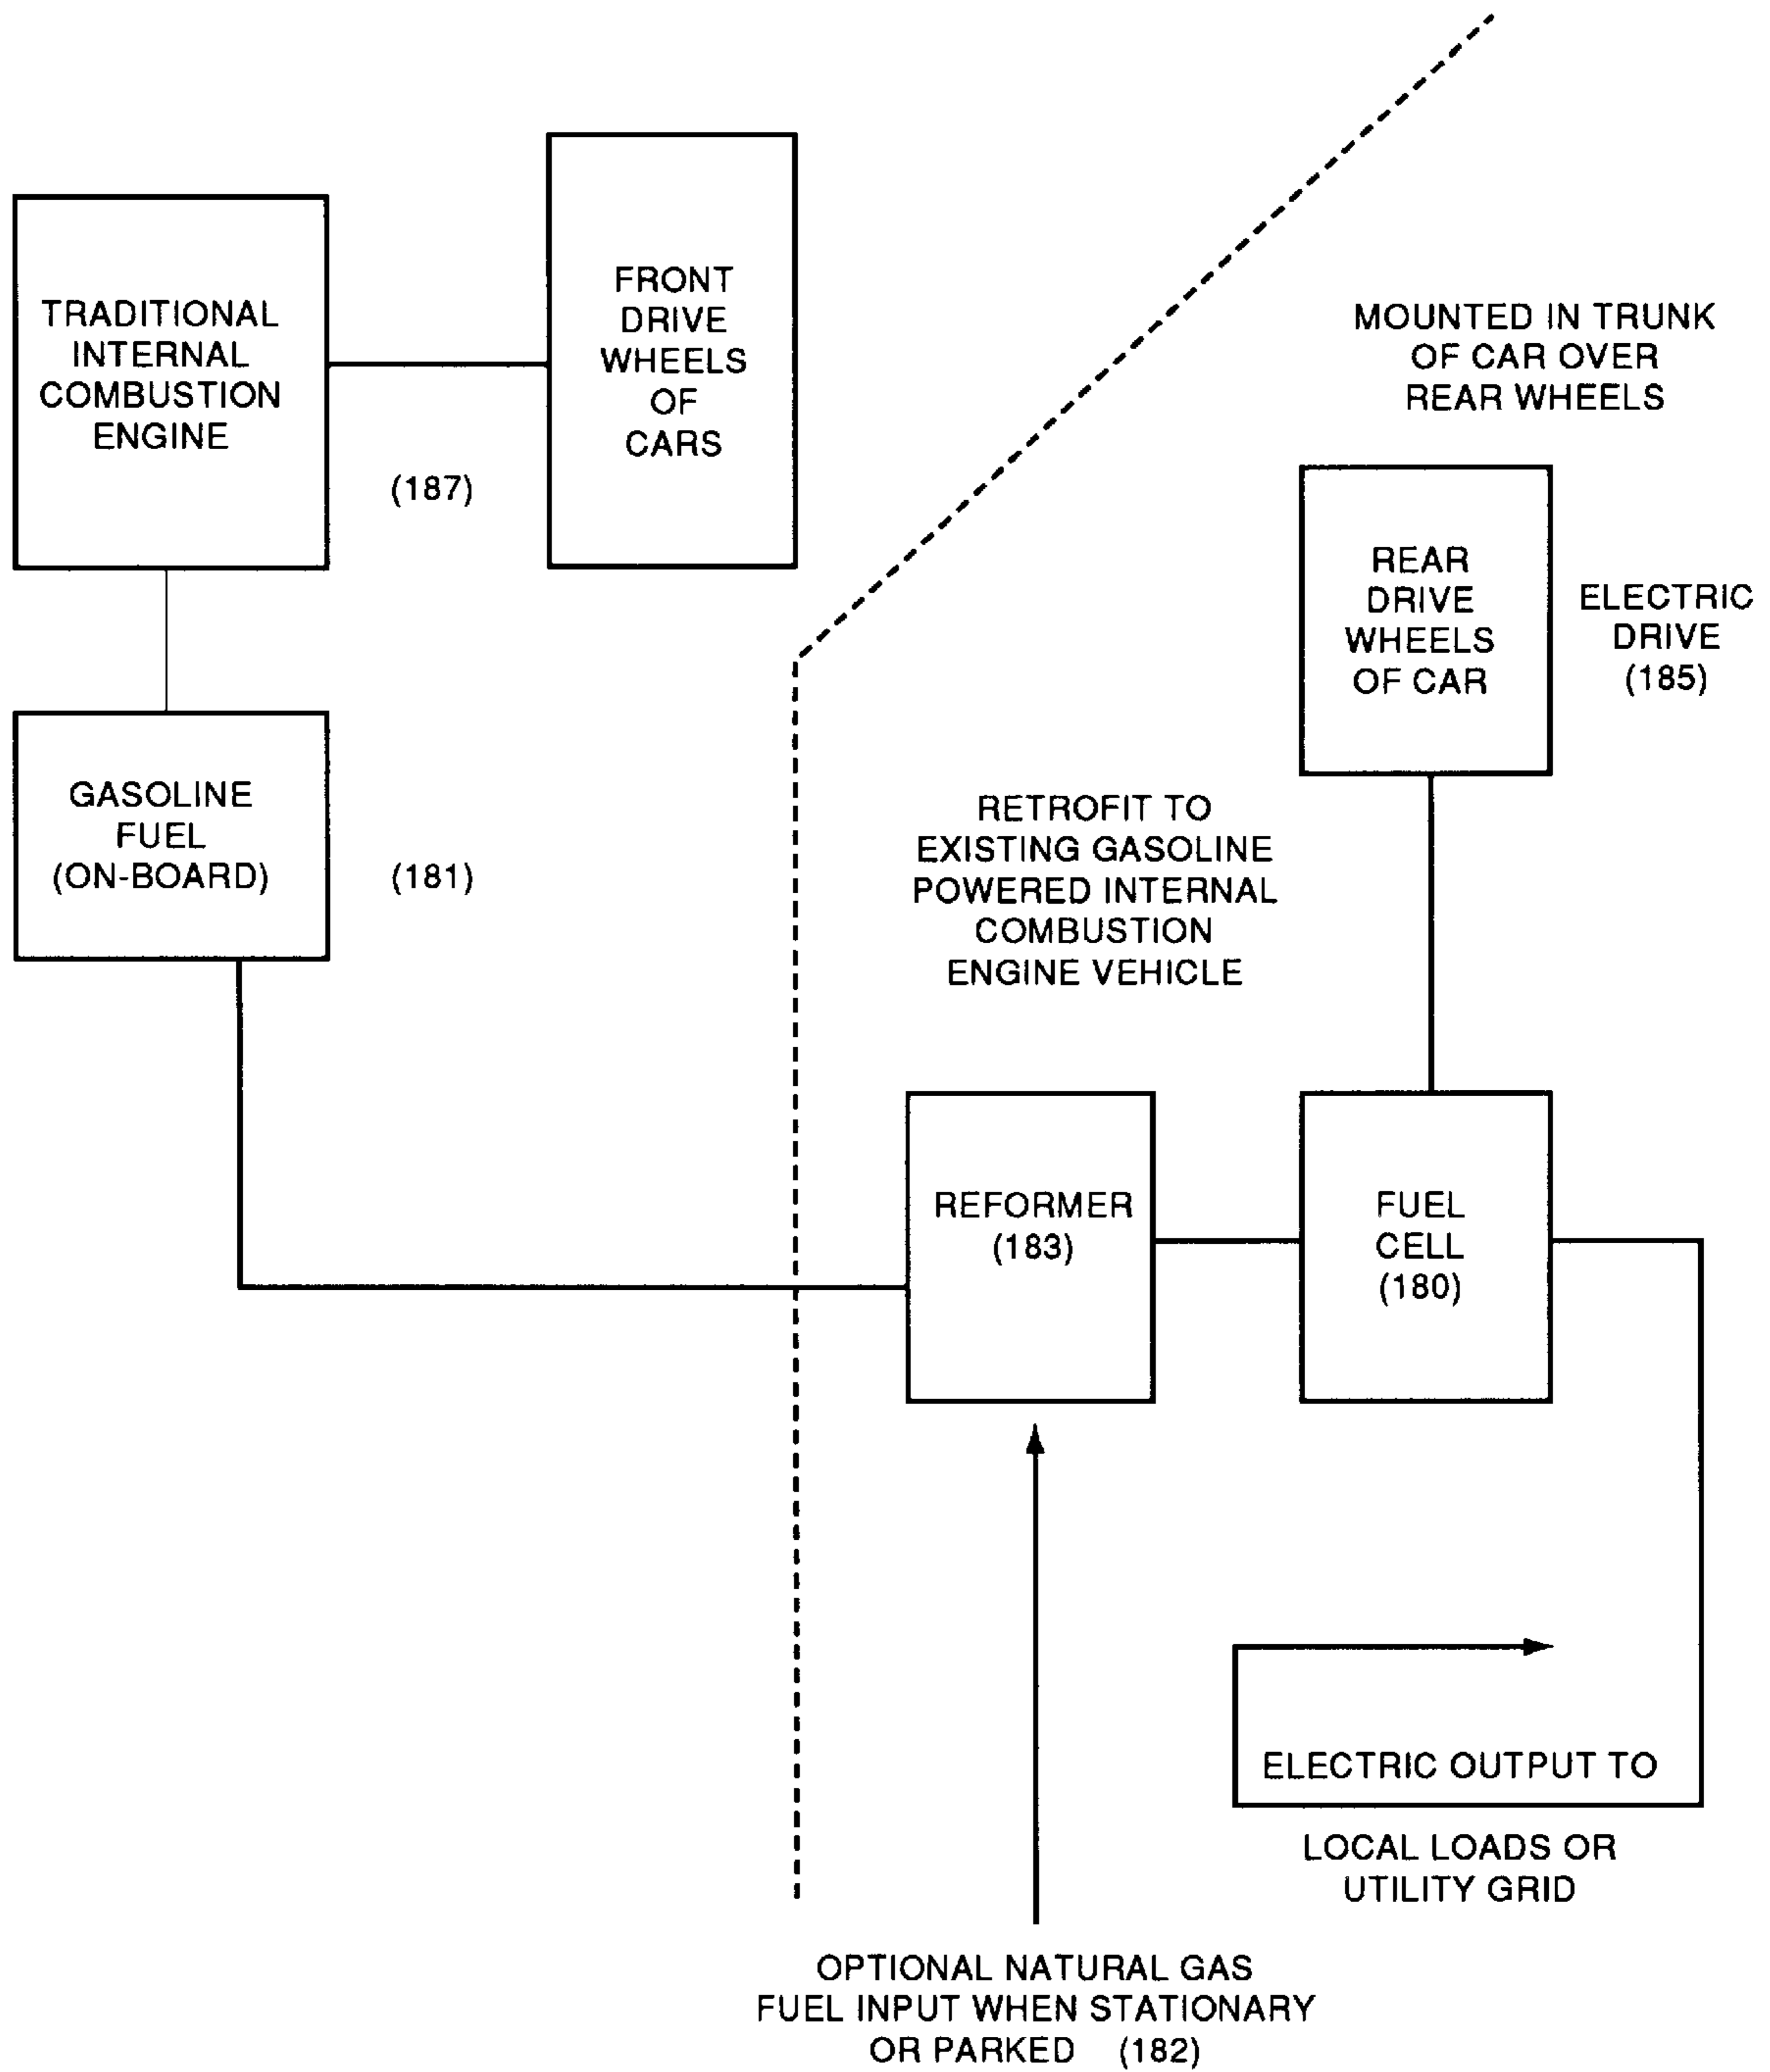 TRADITIONAL
INTERNAL
COMBUSTION
ENGINE
(187)
FRONT
DRIVE
WHEELS
OF
CARS
MOUNTED IN TRUNK
OF CAR OVER
REAR WHEELS
REAR
DRIVE
WHEELS
OF CAR
ELECTRIC
DRIVE
(185)
GASOLINE
FUEL
(ON-BOARD)
(181)
RETROFIT TO
EXISTING GASOLINE
POWERED INTERNAL
COMBUSTION
ENGINE VEHICLE
REFORMER
(183)
FUEL
CELL
(180)
ELECTRIC OUTPUT TO
LOCAL LOADS OR
UTILITY GRID
OPTIONAL NATURAL GAS
FUEL INPUT WHEN STATIONARY
OR PARKED (182)